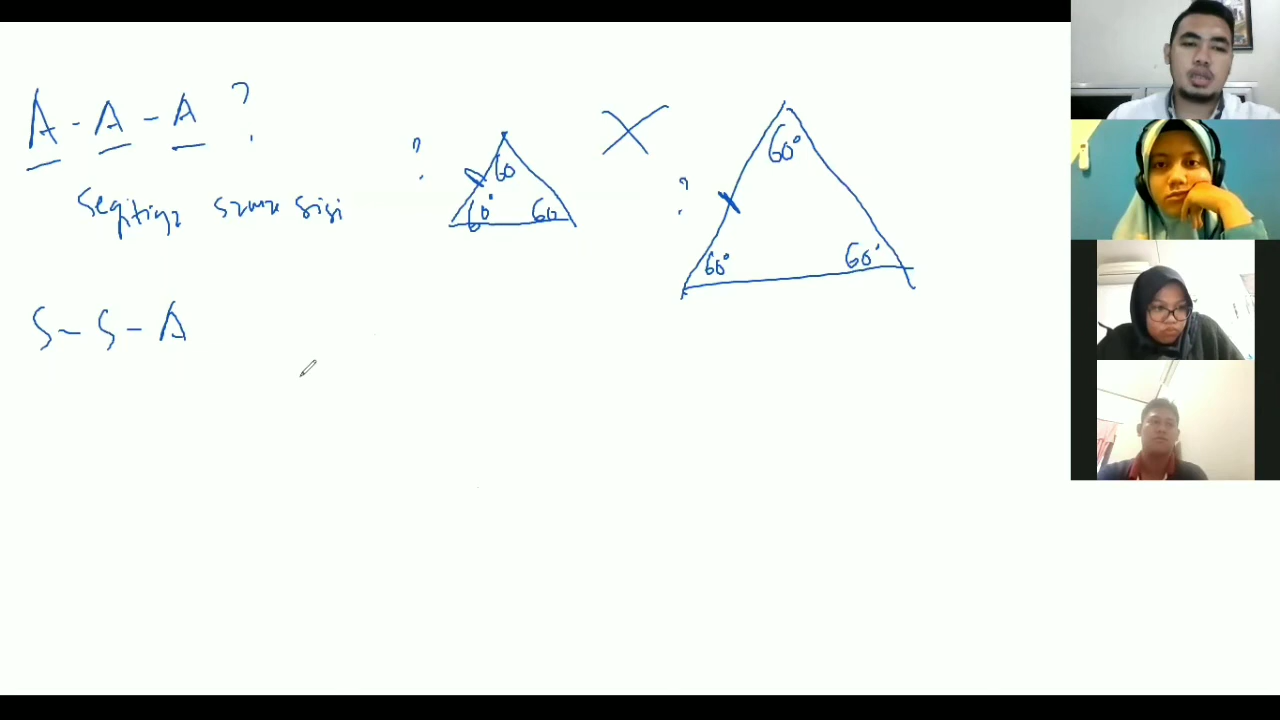 A - A - A ?
Segitiga sama sisi
S - S - A
?
60
60°
60
?
60°
60°
60°